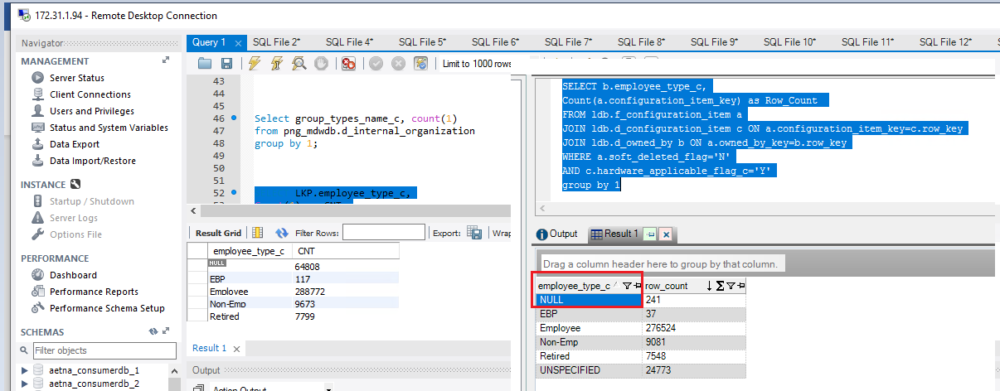 172.31.1.94 - Remote Desktop Connection
Navigator
MANAGEMENT
Server Status
Client Connections
Users and Privileges
Status and System Variables
Data Export
Data Import/Restore
INSTANCE
Startup / Shutdown
Server Logs
Options File
PERFORMANCE
Dashboard
Performance Reports
Performance Schema Setup
SCHEMAS
Filter objects
aetna_consumerdb_1
aetna_consumerdb_2
Query 1 SQL File 2* SQL File 4* SQL File 5* SQL File 6* SQL File 7* SQL File 8* SQL File 9* SQL File 10* SQL File 11* SQL File 12*
Limit to 1000 rows
43
44
45
46 Select group_types_name_c, count(1)
47 from png_mdwdb.d_internal_organization
48 group by 1;
49
50
51
52 LKP.employee_type_c,
Result Grid Filter Rows: Export: Wrap
employee_type_c CNT
NULL 64808
EBP 117
Employee 288772
Non-Emp 9673
Retired 7799
Result 1
Output
Action Output
SELECT b.employee_type_c,
Count(a.configuration_item_key) as Row_Count
FROM ldb.f_configuration_item a
JOIN ldb.d_configuration_item c ON a.configuration_item_key=c.row_key
JOIN ldb.d_owned_by b ON a.owned_by_key=b.row_key
WHERE a.soft_deleted_flag='N'
AND c.hardware_applicable_flag_c='Y'
group by 1
Output Result 1
Drag a column header here to group by that column.
employee_type_c row_count
NULL 241
EBP 37
Employee 276524
Non-Emp 9081
Retired 7548
UNSPECIFIED 24773